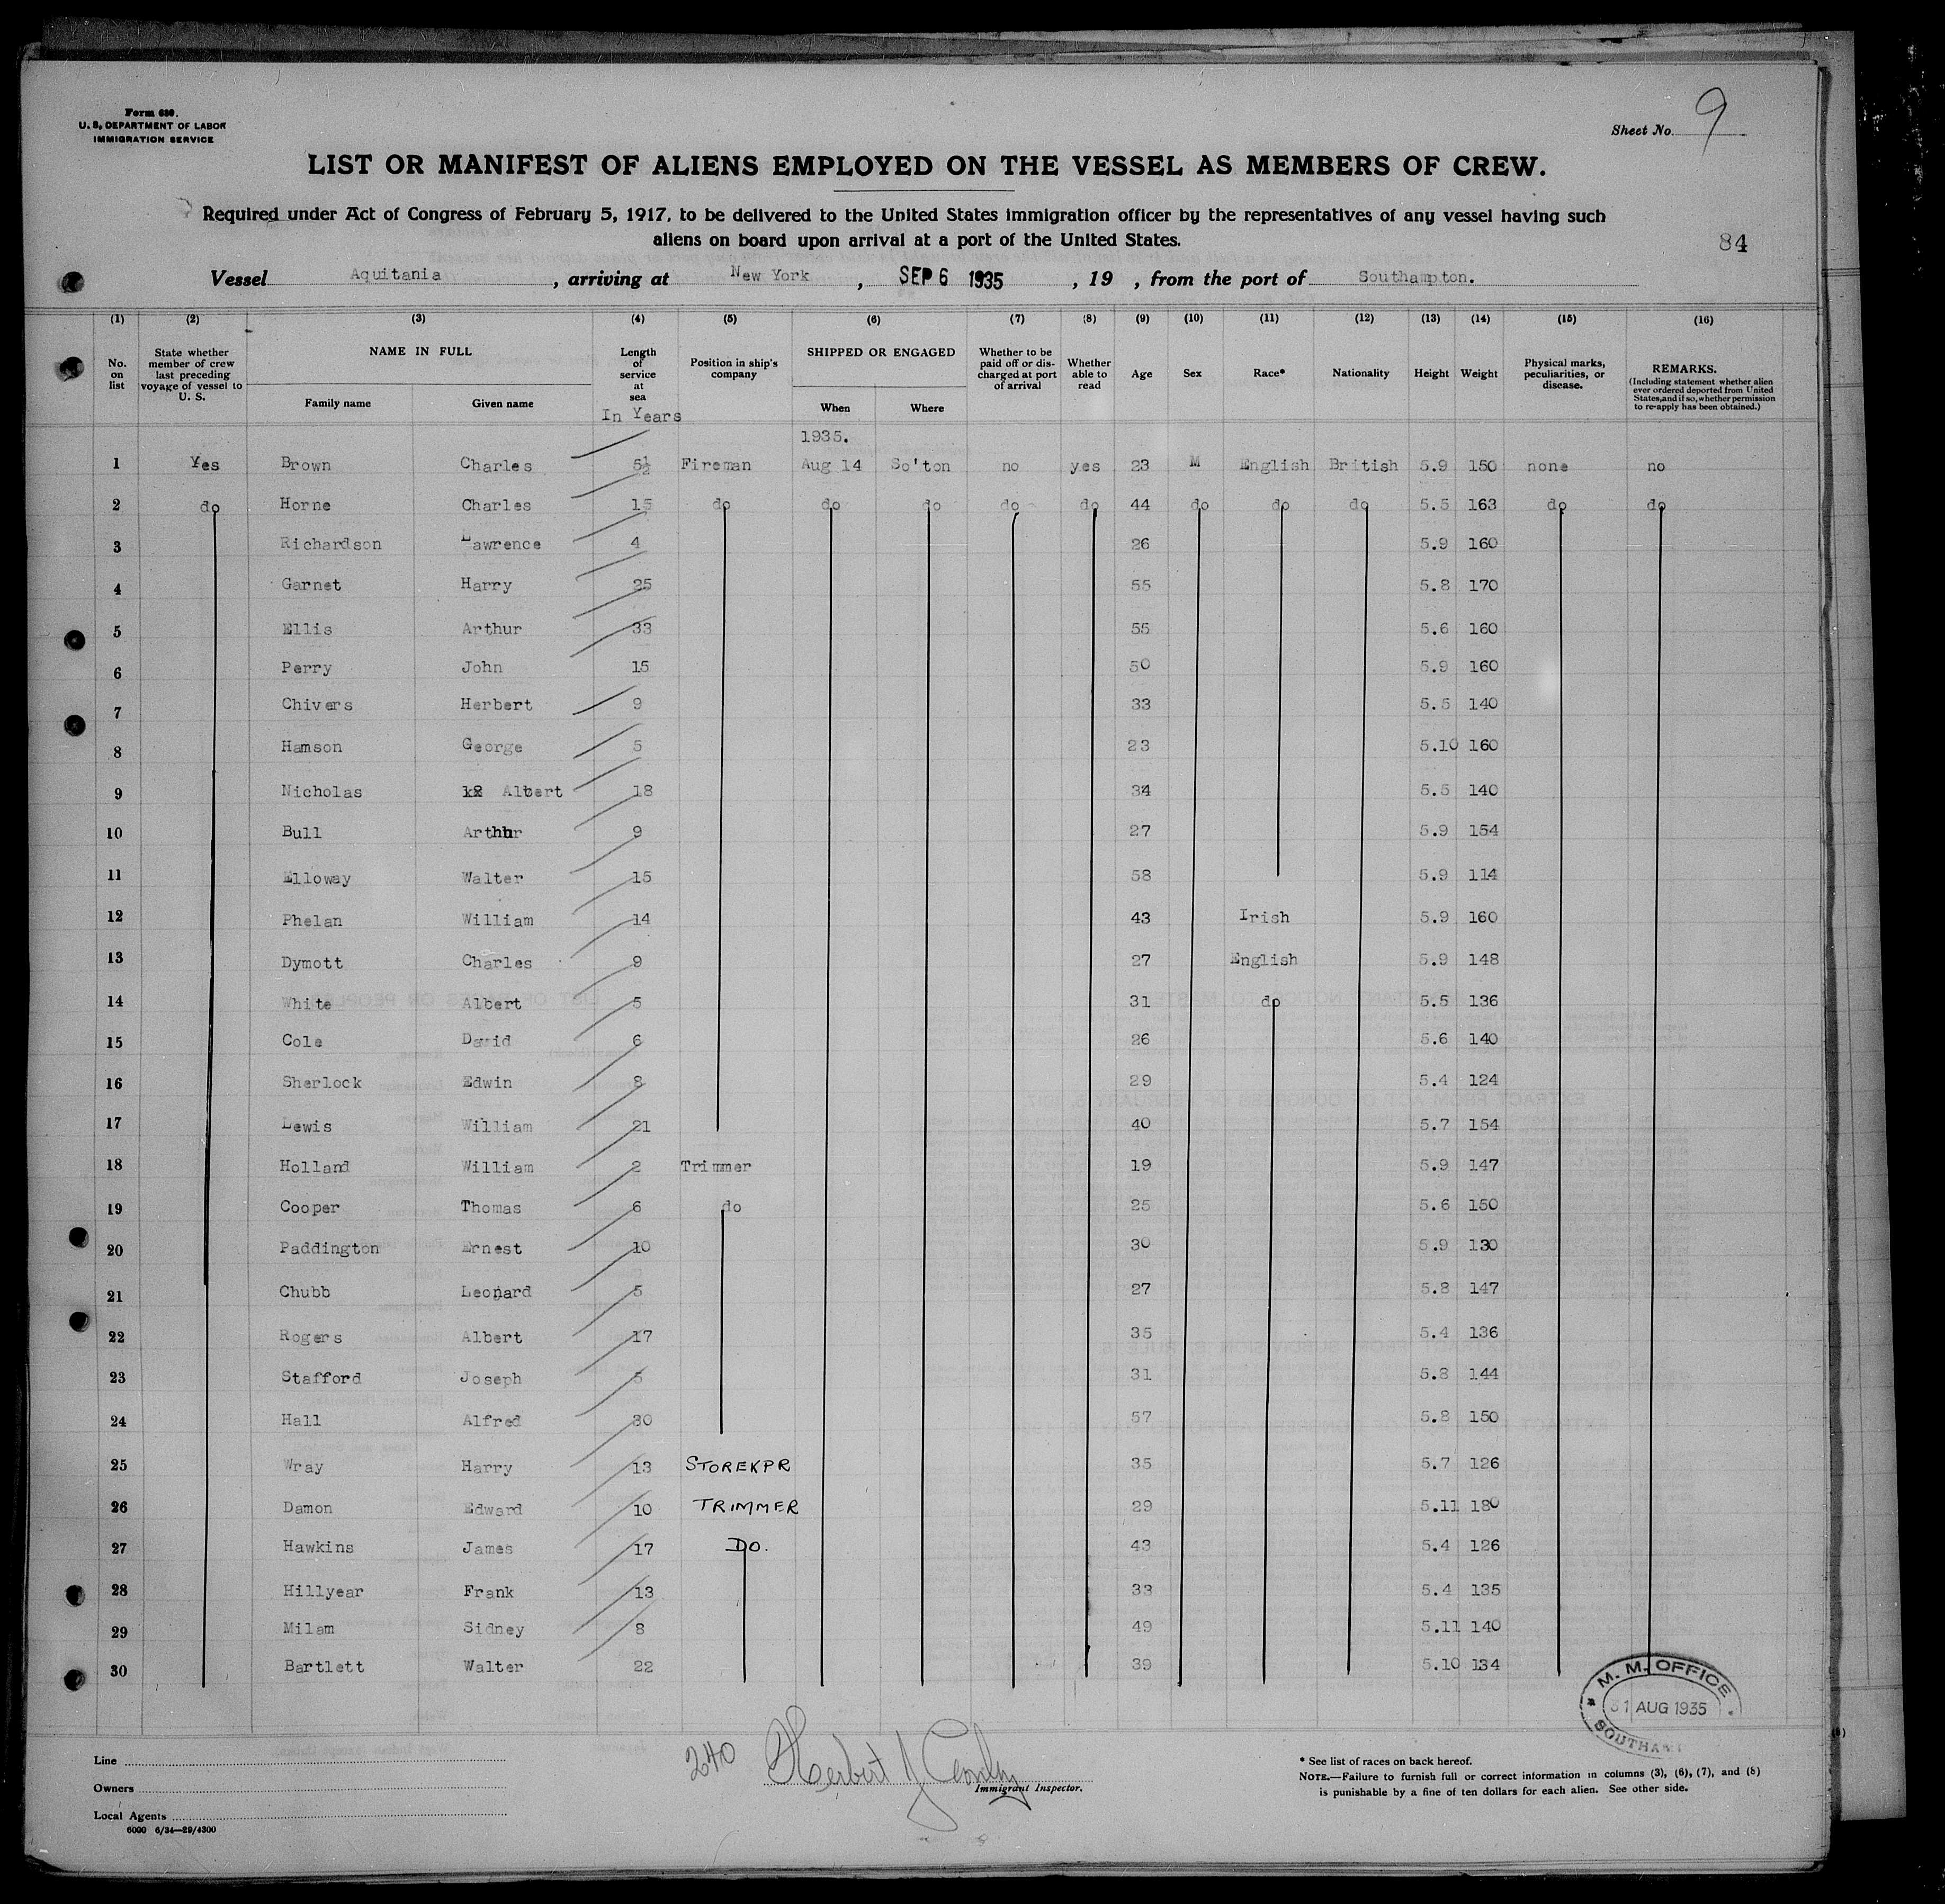 Form 689.
U. S. DEPARTMENT OF LABOR
IMMIGRATION SERVICE
Sheet No. 9
LIST OR MANIFEST OF ALIENS EMPLOYED ON THE VESSEL AS MEMBERS OF CREW.
Required under Act of Congress of February 5, 1917, to be delivered to the United States immigration officer by the representatives of any vessel having such
aliens on board upon arrival at a port of the United States.
84
Vessel Aquitania, arriving at New York, SEP 6 1935, 19 , from the port of Southampton.
(1) (2) (3) (4) (5) (6) (7) (8) (9) (10) (11) (12) (13) (14) (15) (16)
No. on list
State whether member of crew last preceding voyage of vessel to U. S.
NAME IN FULL
Family name Given name
Length of service at sea
In Years
Position in ship's company
SHIPPED OR ENGAGED
When Where
Whether to be paid off or discharged at port of arrival
Whether able to read
Age
Sex
Race*
Nationality
Height
Weight
Physical marks, peculiarities, or disease.
REMARKS.
(Including statement whether alien ever ordered deported from United States, and if so, whether permission to re-apply has been obtained.)
1935.
1 Yes Brown Charles 5½ Fireman Aug 14 So'ton no yes 23 M English British 5.9 150 none no
2 do Horne Charles 15 do do do do do 44 do do do 5.5 163 do do
3 Richardson Lawrence 4 26 5.9 160
4 Garnet Harry 25 55 5.8 170
5 Ellis Arthur 33 55 5.6 160
6 Perry John 15 50 5.9 160
7 Chivers Herbert 9 33 5.5 140
8 Hamson George 5 23 5.10 160
9 Nicholas Albert 18 34 5.5 140
10 Bull Arthur 9 27 5.9 154
11 Elloway Walter 15 58 5.9 114
12 Phelan William 14 43 Irish 5.9 160
13 Dymott Charles 9 27 English 5.9 148
14 White Albert 5 31 do 5.5 136
15 Cole David 6 26 5.6 140
16 Sherlock Edwin 8 29 5.4 124
17 Lewis William 21 40 5.7 154
18 Holland William 2 Trimmer 19 5.9 147
19 Cooper Thomas 6 do 25 5.6 150
20 Paddington Ernest 10 30 5.9 130
21 Chubb Leonard 5 27 5.8 147
22 Rogers Albert 17 35 5.4 136
23 Stafford Joseph 5 31 5.8 144
24 Hall Alfred 30 57 5.8 150
25 Wray Harry 13 STOREKPR 35 5.7 126
26 Damon Edward 10 TRIMMER 29 5.11 180
27 Hawkins James 17 DO. 43 5.4 126
28 Hillyear Frank 13 33 5.4 135
29 Milam Sidney 8 49 5.11 140
30 Bartlett Walter 22 39 5.10 134
M. M. OFFICE
31 AUG 1935
Line
Owners
Local Agents
6000 6/34—29/4300
240 Herbert J
Immigrant Inspector.
* See list of races on back hereof.
NOTE.—Failure to furnish full or correct information in columns (3), (6), (7), and (8)
is punishable by a fine of ten dollars for each alien. See other side.